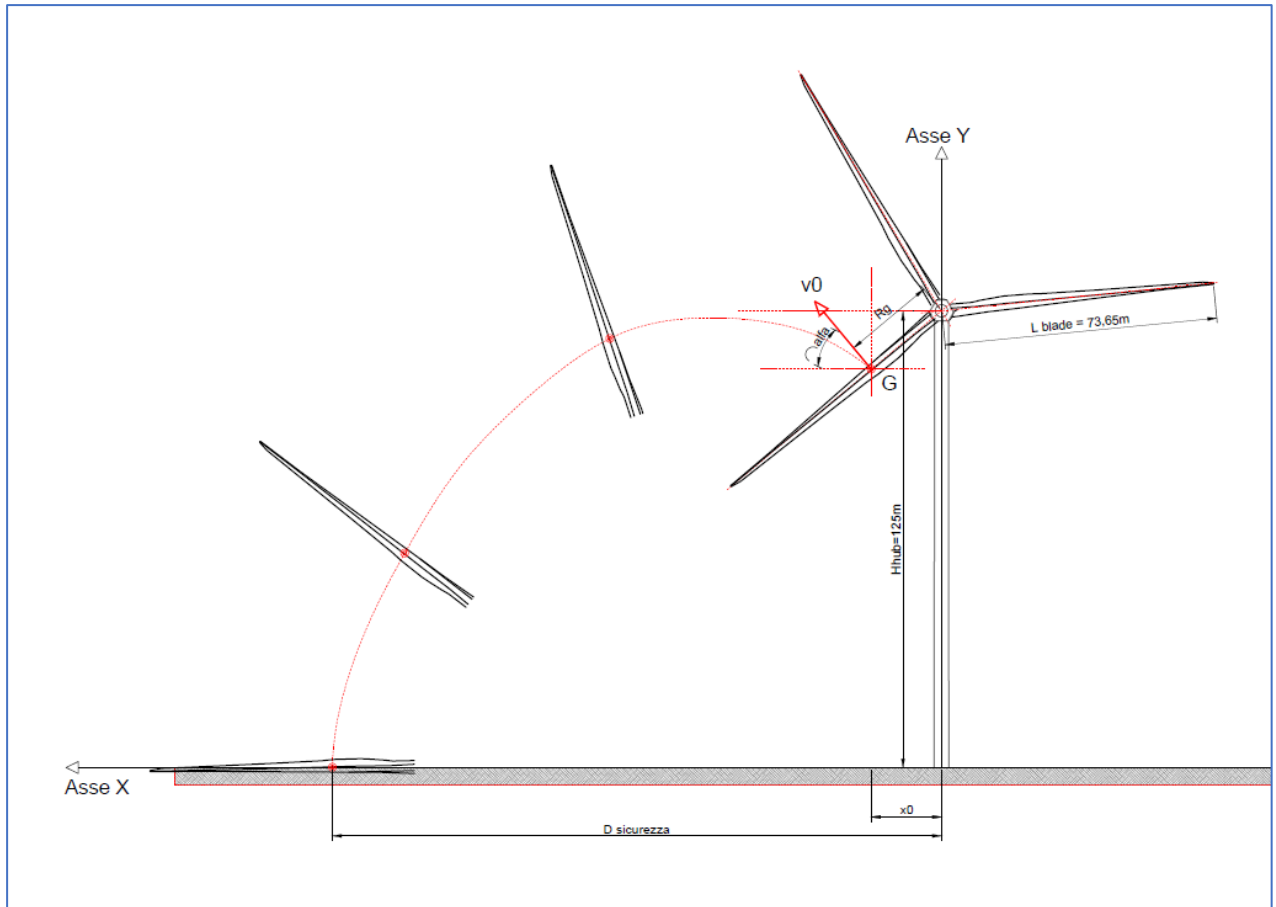 Asse Y
v0
Rg
alfa
G
L blade = 73.65m
Hhub=125m
Asse X
x0
D sicurezza